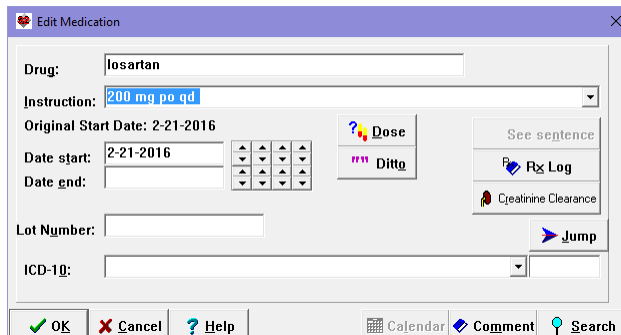 Edit Medication
Drug: losartan
Instruction: 200 mg po qd
Original Start Date: 2-21-2016
Date start: 2-21-2016
Date end:
? Dose
"" Ditto
See sentence
Rx Rx Log
Creatinine Clearance
Lot Number:
Jump
ICD-10:
OK Cancel ? Help Calendar Comment Search